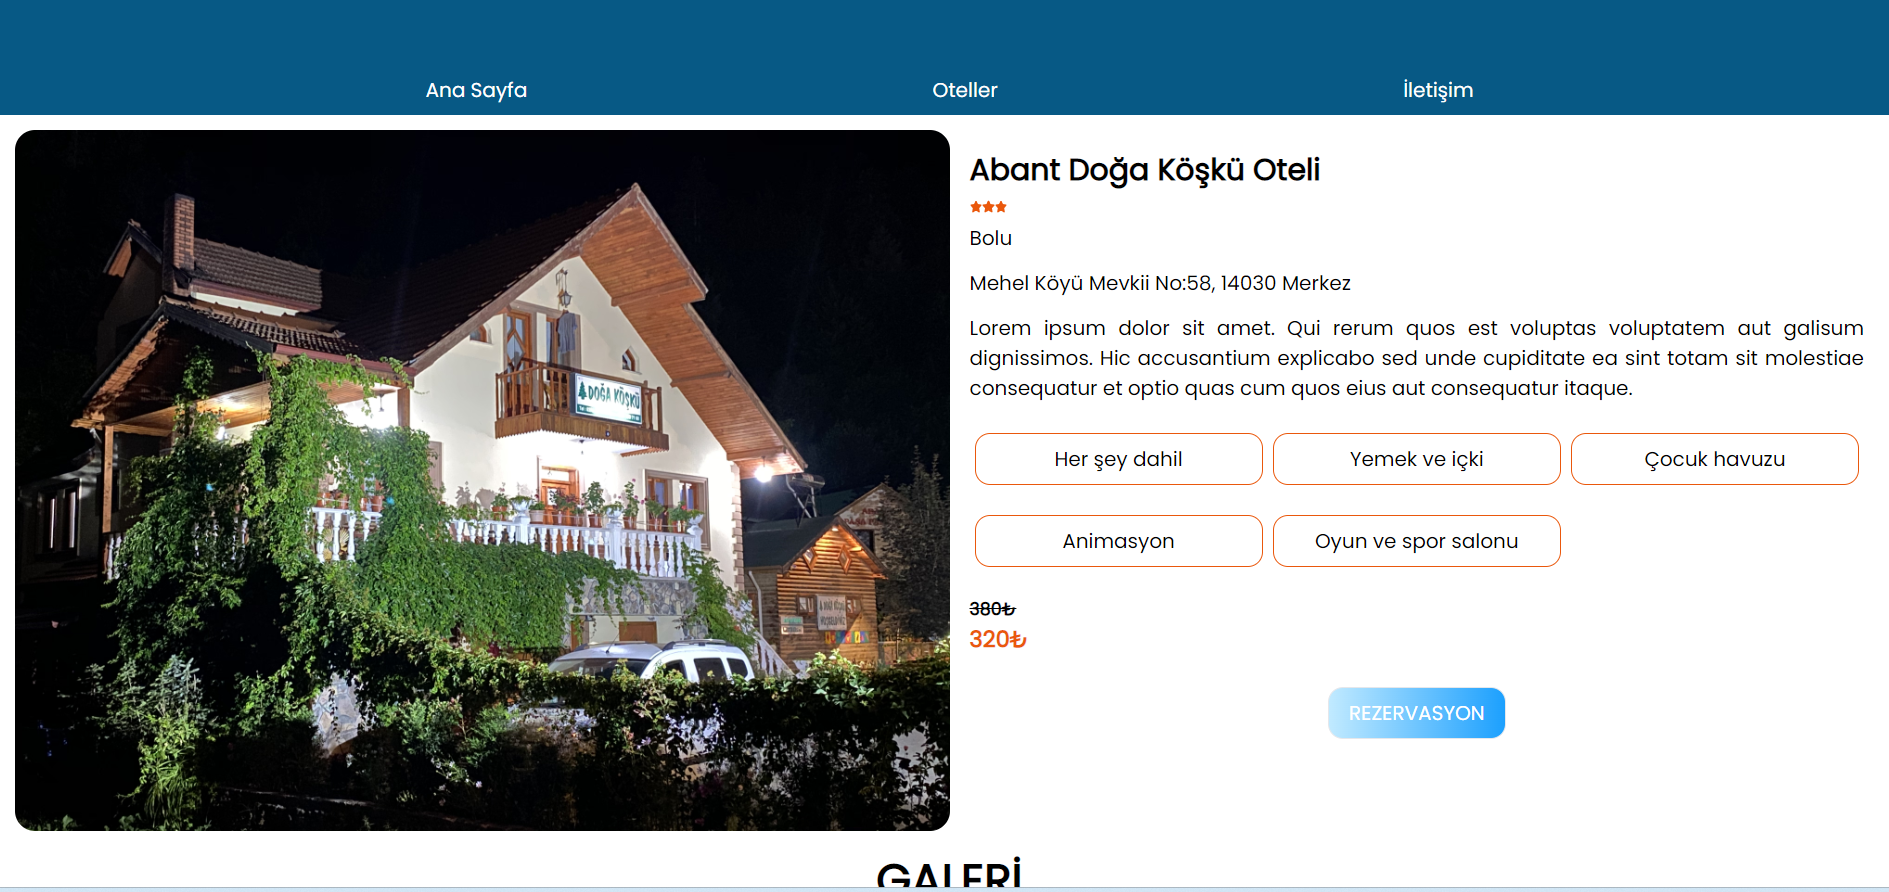 Ana Sayfa
Oteller
İletişim
DOĞA KÖŞKÜ
Abant Doğa Köşkü Oteli
Bolu
Mehel Köyü Mevkii No:58, 14030 Merkez
Lorem ipsum dolor sit amet. Qui rerum quos est voluptas voluptatem aut galisum
dignissimos. Hic accusantium explicabo sed unde cupiditate ea sint totam sit molestiae
consequatur et optio quas cum quos eius aut consequatur itaque.
Her şey dahil
Yemek ve içki
Çocuk havuzu
Animasyon
Oyun ve spor salonu
380₺
320₺
REZERVASYON
GALERİ